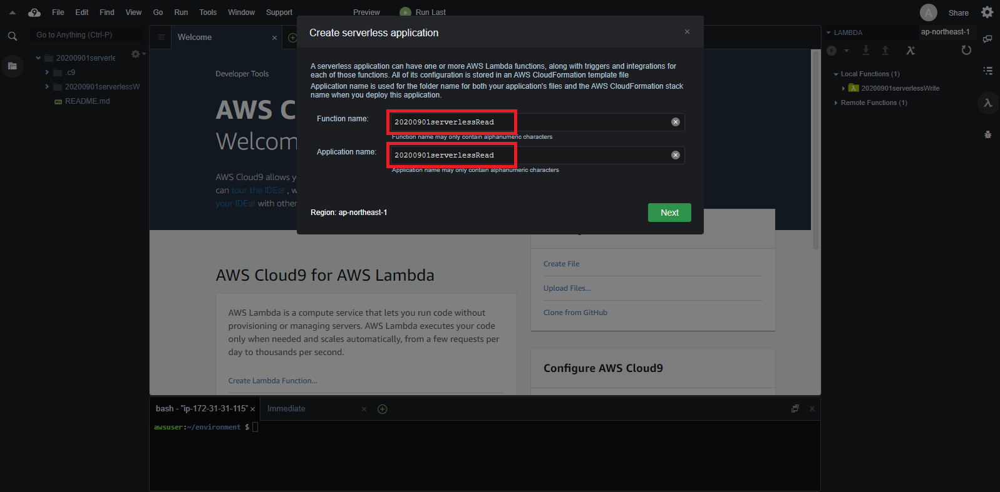 File Edit Find View Go Run Tools Window Support Preview Run Last
A Share
Go to Anything (Ctrl-P)
20200901serverle
.c9
20200901serverlessW
README.md
Welcome
Developer Tools
AWS C
Welcom
AWS Cloud9 allows y
can tour the IDE , w
your IDE with other
Create serverless application
A serverless application can have one or more AWS Lambda functions, along with triggers and integrations for
each of those functions. All of its configuration is stored in an AWS CloudFormation template file
Application name is used for the folder name for both your application's files and the AWS CloudFormation stack
name when you deploy this application.
Function name:
20200901serverlessRead
Function name may only contain alphanumeric characters
Application name:
20200901serverlessRead
Application name may only contain alphanumeric characters
Region: ap-northeast-1
Next
AWS Cloud9 for AWS Lambda
AWS Lambda is a compute service that lets you run code without
provisioning or managing servers. AWS Lambda executes your code
only when needed and scales automatically, from a few requests per
day to thousands per second.
Create Lambda Function...
Create File
Upload Files...
Clone from GitHub
Configure AWS Cloud9
LAMBDA
ap-northeast-1
Local Functions (1)
20200901serverlessWrite
Remote Functions (1)
bash - "ip-172-31-31-115"
Immediate
awsuser:~/environment $